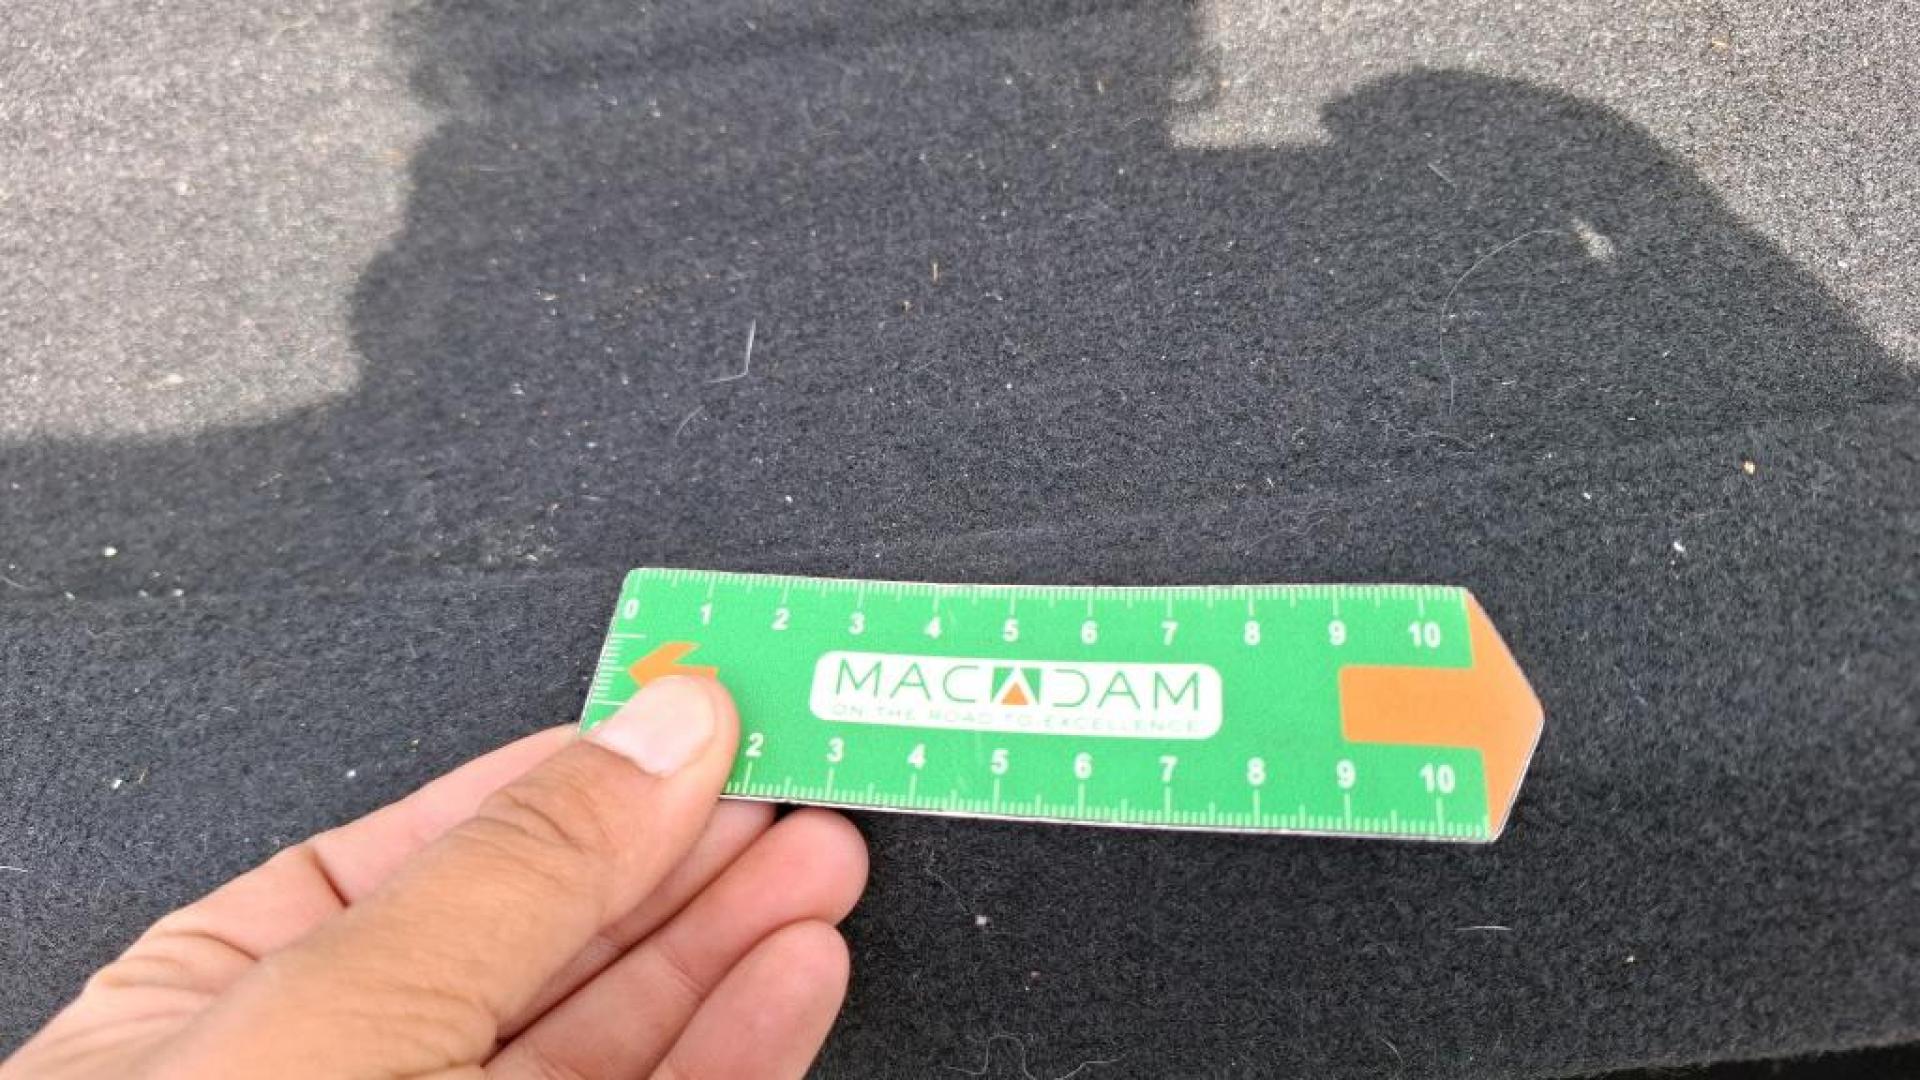 0 1 2 3 4 5 6 7 8 9 10
MACADAM
ON THE ROAD TO EXCELLENCE
2 3 4 5 6 7 8 9 10